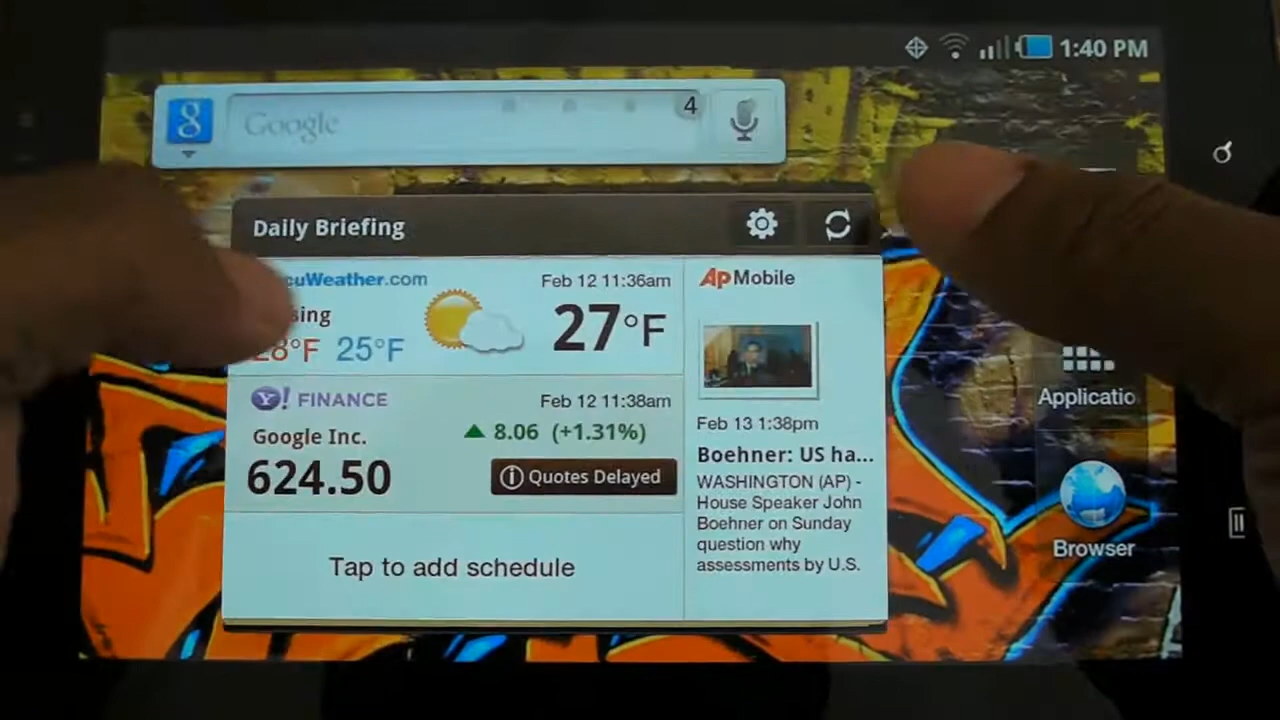 1:40 PM
Google
4
Daily Briefing
cuWeather.com
Feb 12 11:36am
27°F
28°F 25°F
Y! FINANCE
Feb 12 11:38am
Google Inc.
8.06 (+1.31%)
624.50
Quotes Delayed
Tap to add schedule
Ap Mobile
Feb 13 1:38pm
Boehner: US ha...
WASHINGTON (AP) -
House Speaker John
Boehner on Sunday
question why
assessments by U.S.
Applicatio
Browser